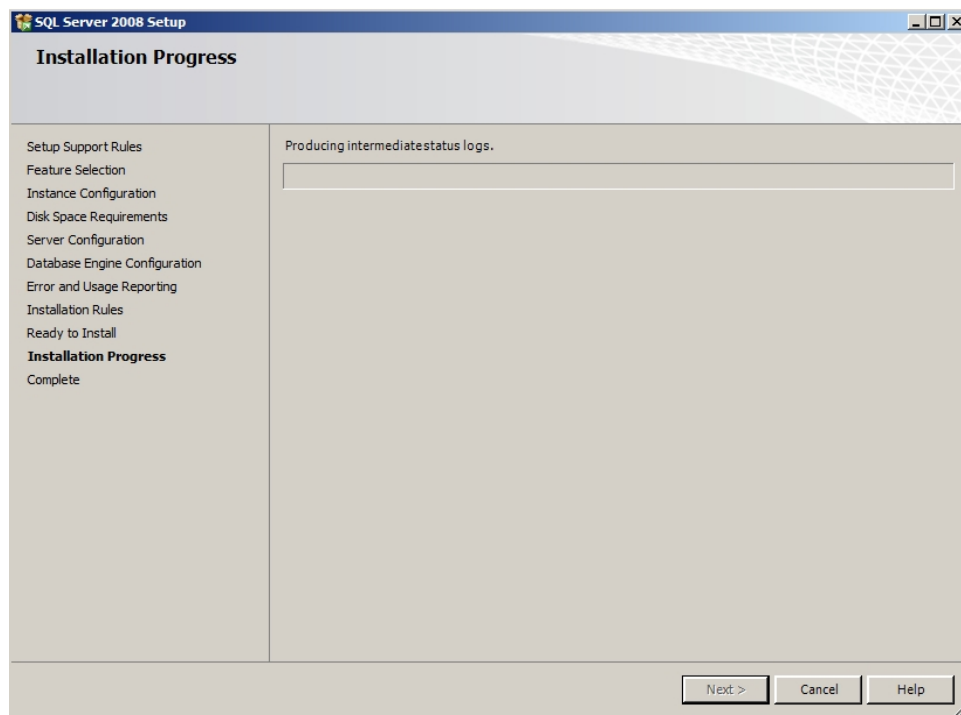 SQL Server 2008 Setup
Installation Progress
Setup Support Rules
Feature Selection
Instance Configuration
Disk Space Requirements
Server Configuration
Database Engine Configuration
Error and Usage Reporting
Installation Rules
Ready to Install
Installation Progress
Complete
Producing intermediatestatus logs.
Next >
Cancel
Help